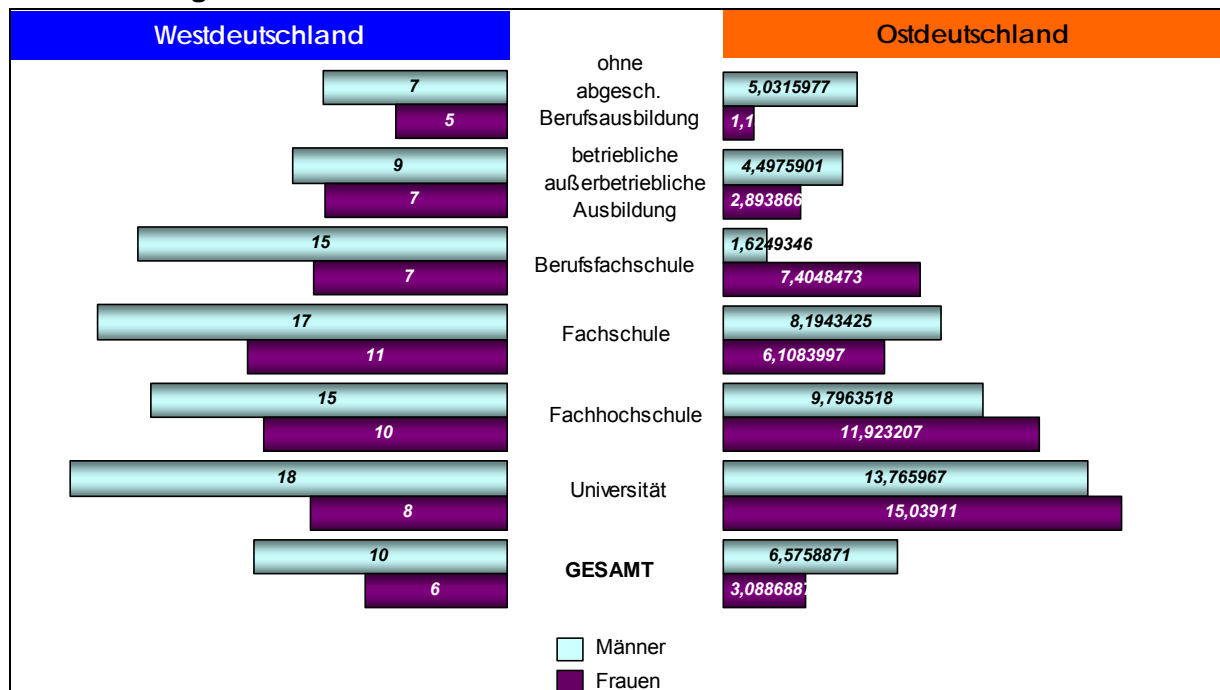 Westdeutschland
Ostdeutschland
7
5
ohne
abgesch.
Berufsausbildung
5,0315977
1,1
9
7
betriebliche
außerbetriebliche
Ausbildung
4,4975901
2,893866
15
7
Berufsfachschule
1,6249346
7,4048473
17
11
Fachschule
8,1943425
6,1083997
15
10
Fachhochschule
9,7963518
11,923207
18
8
Universität
13,765967
15,03911
10
6
GESAMT
6,5758871
3,0886887
Männer
Frauen